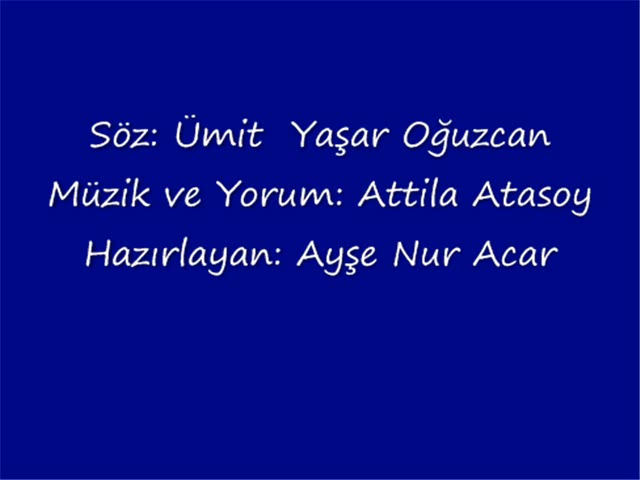 Söz: Ümit Yaşar Oğuzcan
Müzik ve Yorum: Attila Atasoy
Hazırlayan: Ayşe Nur Acar